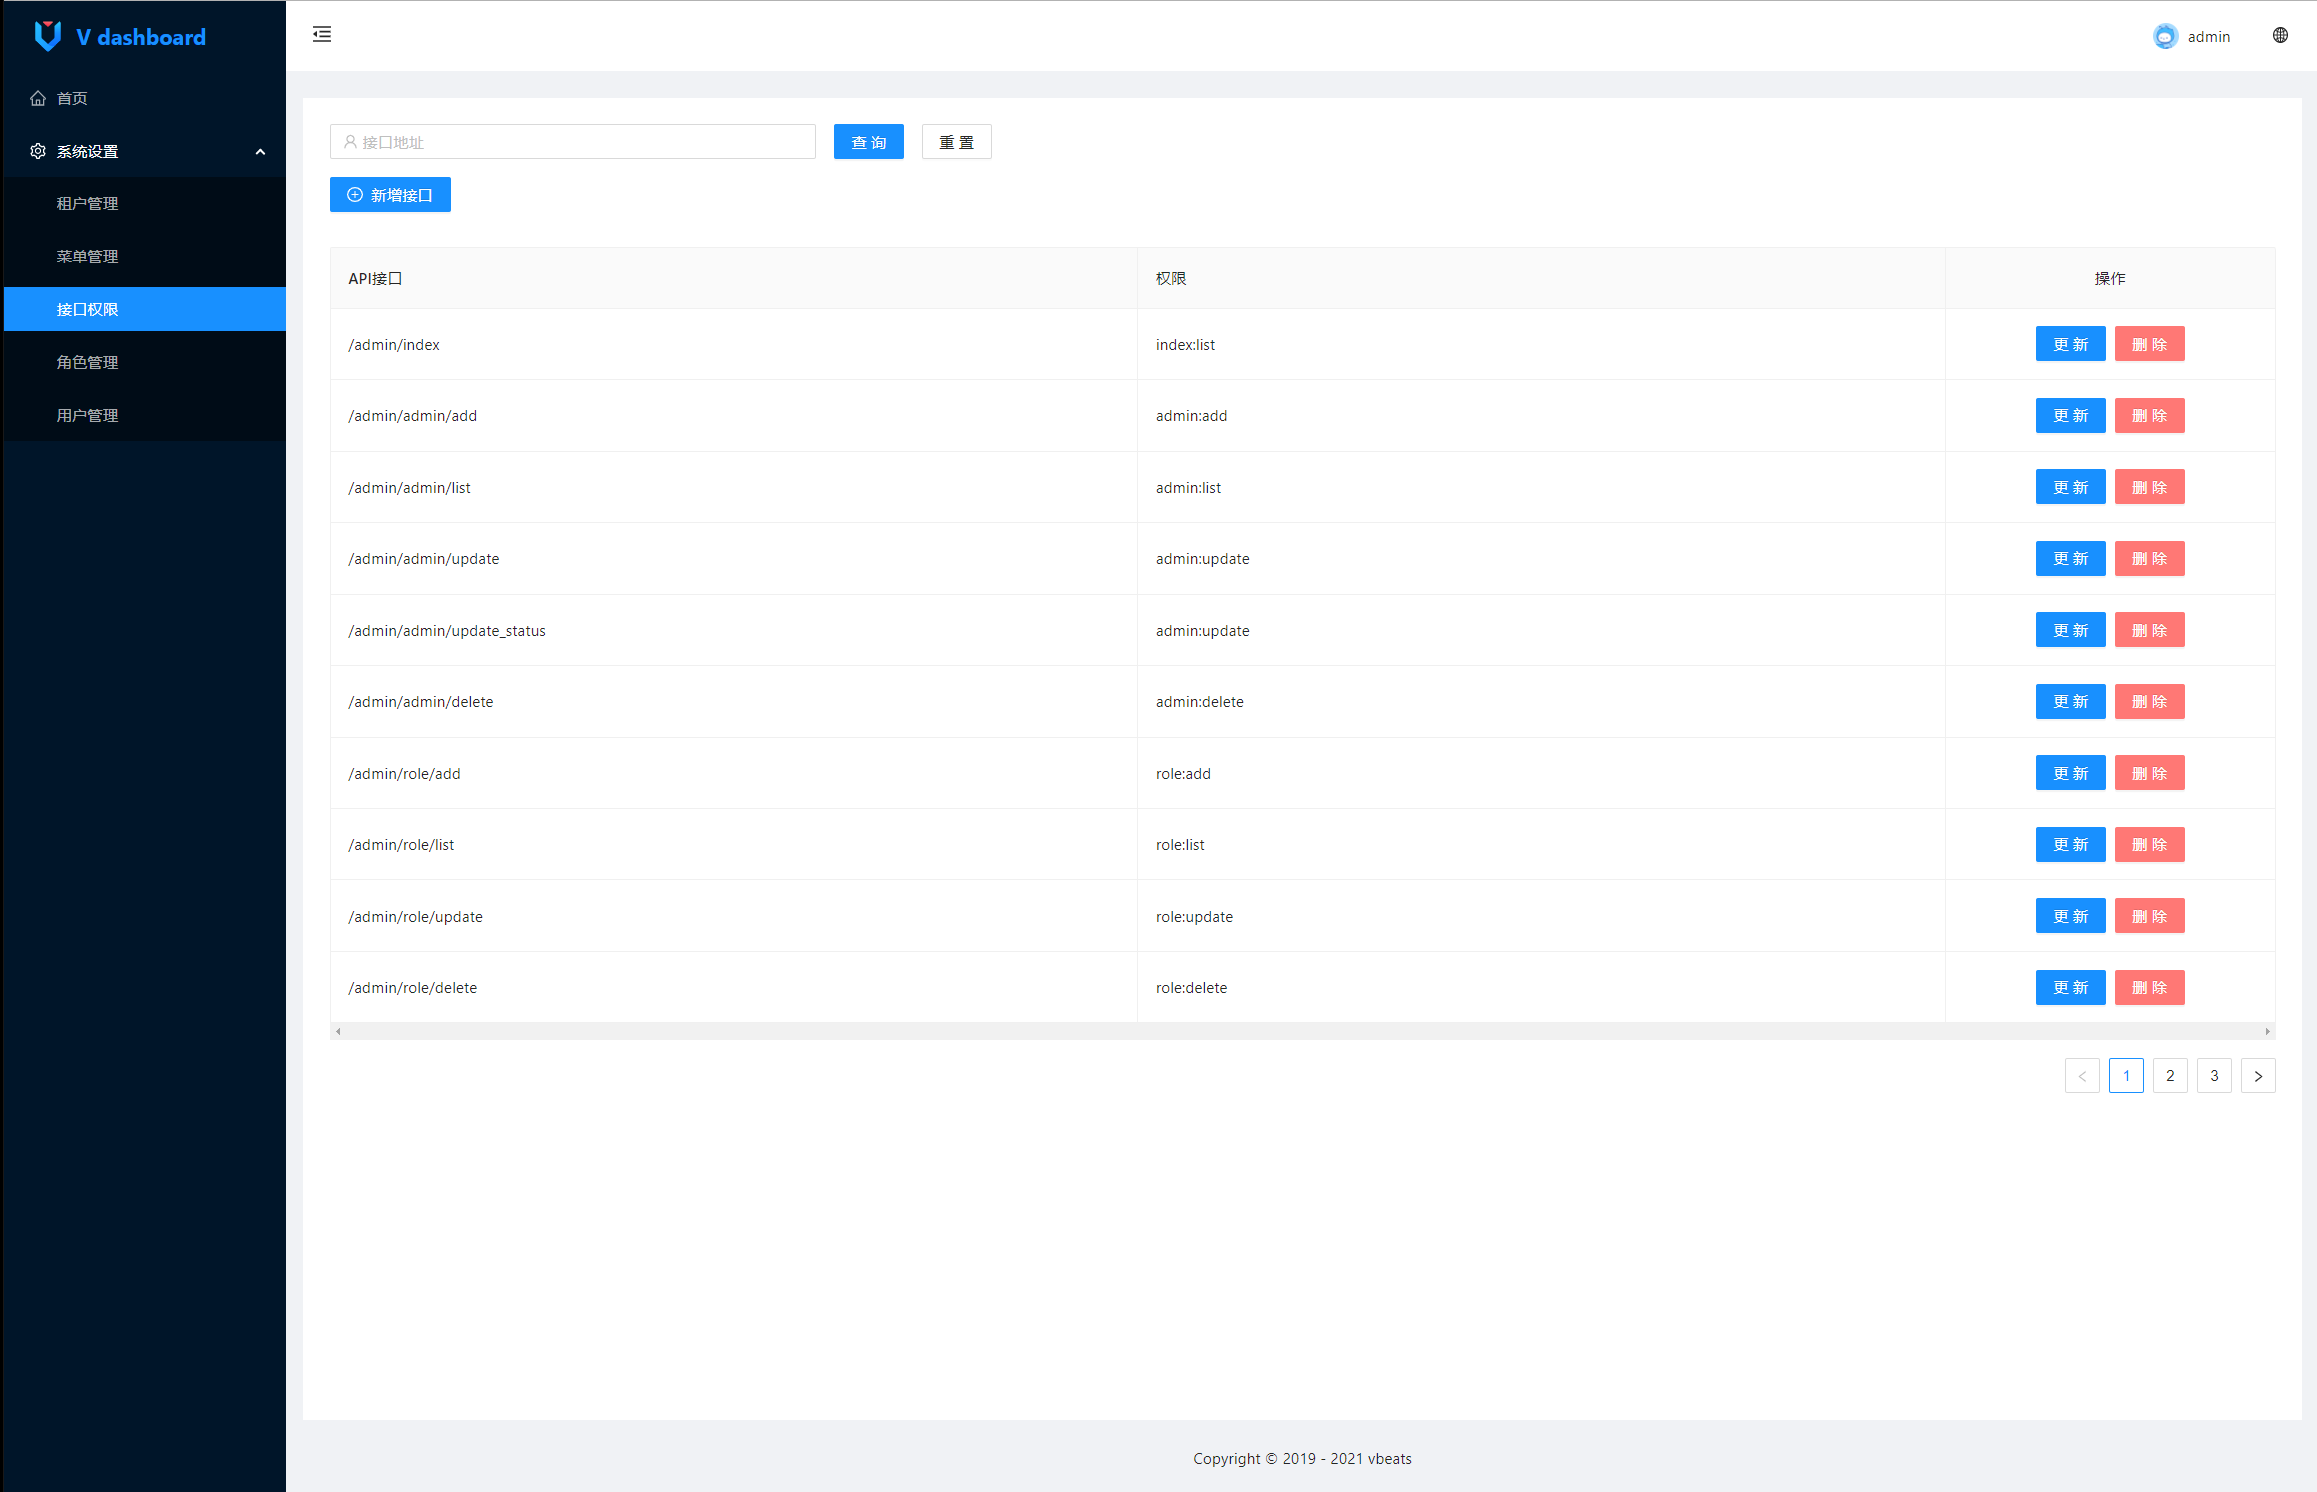 V dashboard
admin
首页
系统设置
租户管理
菜单管理
接口权限
角色管理
用户管理
接口地址 查 询 重 置
新增接口
API接口 权限 操作
/admin/index index:list 更 新 删 除
/admin/admin/add admin:add 更 新 删 除
/admin/admin/list admin:list 更 新 删 除
/admin/admin/update admin:update 更 新 删 除
/admin/admin/update_status admin:update 更 新 删 除
/admin/admin/delete admin:delete 更 新 删 除
/admin/role/add role:add 更 新 删 除
/admin/role/list role:list 更 新 删 除
/admin/role/update role:update 更 新 删 除
/admin/role/delete role:delete 更 新 删 除
1 2 3
Copyright © 2019 - 2021 vbeats